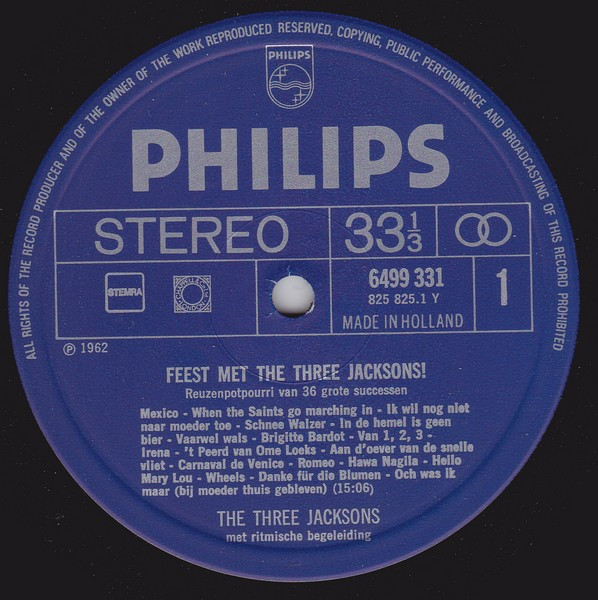 ALL RIGHTS OF THE RECORD PRODUCER AND OF THE OWNER OF THE WORK REPRODUCED RESERVED. COPYING, PUBLIC PERFORMANCE AND BROADCASTING OF THIS RECORD PROHIBITED
PHILIPS
PHILIPS
STEREO 33 1/3
STEMRA CHAPPELL & CO LTD LONDON 6499 331 1
825 825.1 Y
MADE IN HOLLAND
Ⓟ 1962
FEEST MET THE THREE JACKSONS!
Reuzenpotpourri van 36 grote successen
Mexico - When the Saints go marching in - Ik wil nog niet
naar moeder toe - Schnee Walzer - In de hemel is geen
bier - Vaarwel wals - Brigitte Bardot - Van 1, 2, 3 -
Irena - 't Peerd van Ome Loeks - Aan d'oever van de snelle
vliet - Carnaval de Venice - Romeo - Hawa Nagila - Hello
Mary Lou - Wheels - Danke für die Blumen - Och was ik
maar (bij moeder thuis gebleven) (15:06)
THE THREE JACKSONS
met ritmische begeleiding